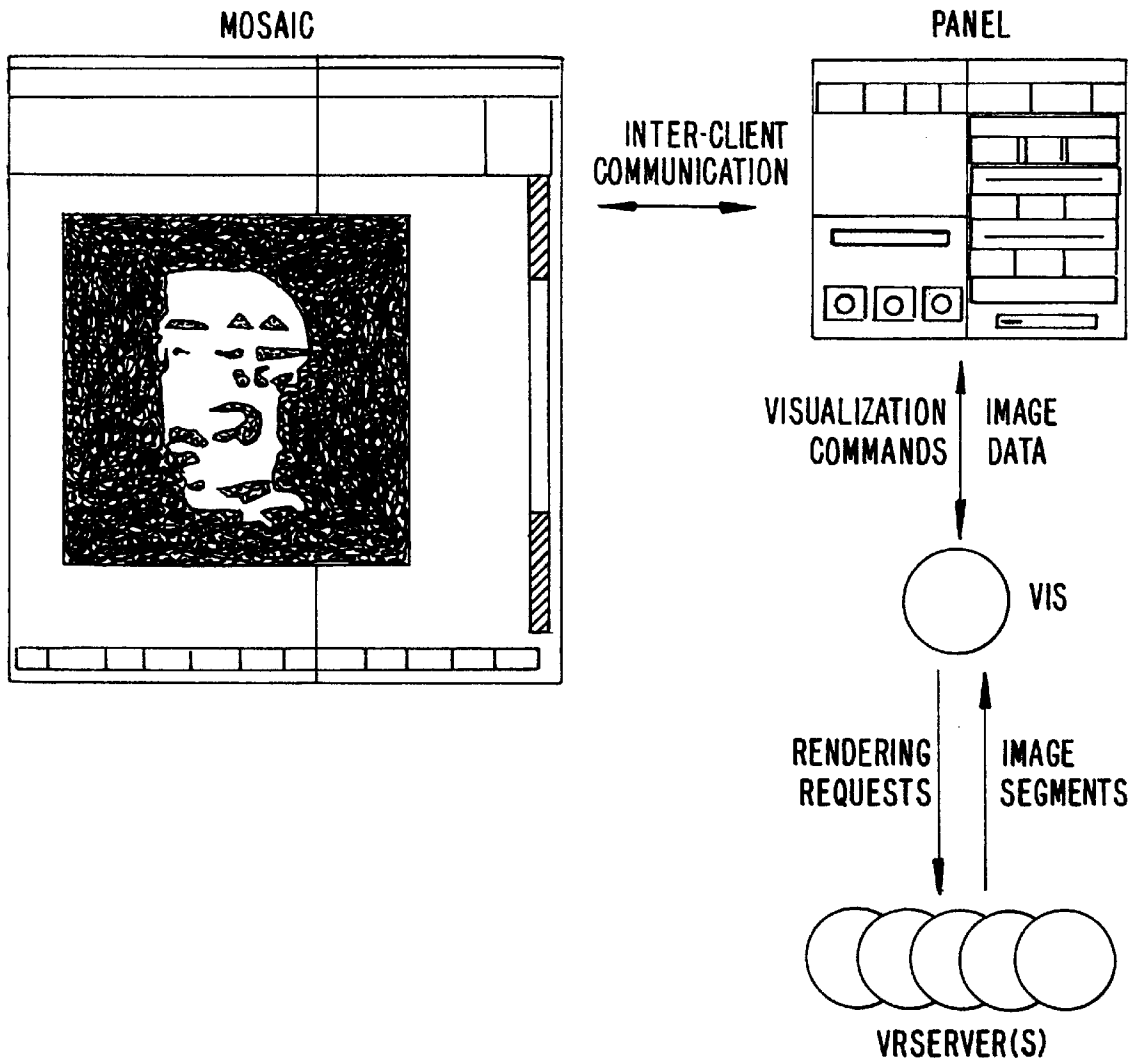 MOSAIC
PANEL
INTER-CLIENT
COMMUNICATION
VISUALIZATION
COMMANDS
IMAGE
DATA
VIS
RENDERING
REQUESTS
IMAGE
SEGMENTS
VRSERVER(S)